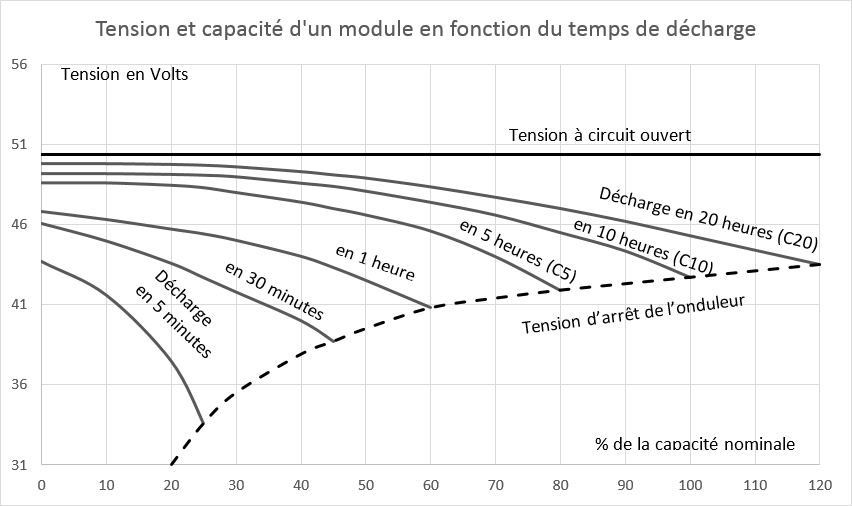 Tension et capacité d'un module en fonction du temps de décharge
56
Tension en Volts
51
Tension à circuit ouvert
46
Décharge en 20 heures (C20)
en 10 heures (C10)
en 5 heures (C5)
en 1 heure
en 30 minutes
Décharge
en 5 minutes
41
Tension d’arrêt de l’onduleur
36
% de la capacité nominale
31
0 10 20 30 40 50 60 70 80 90 100 110 120